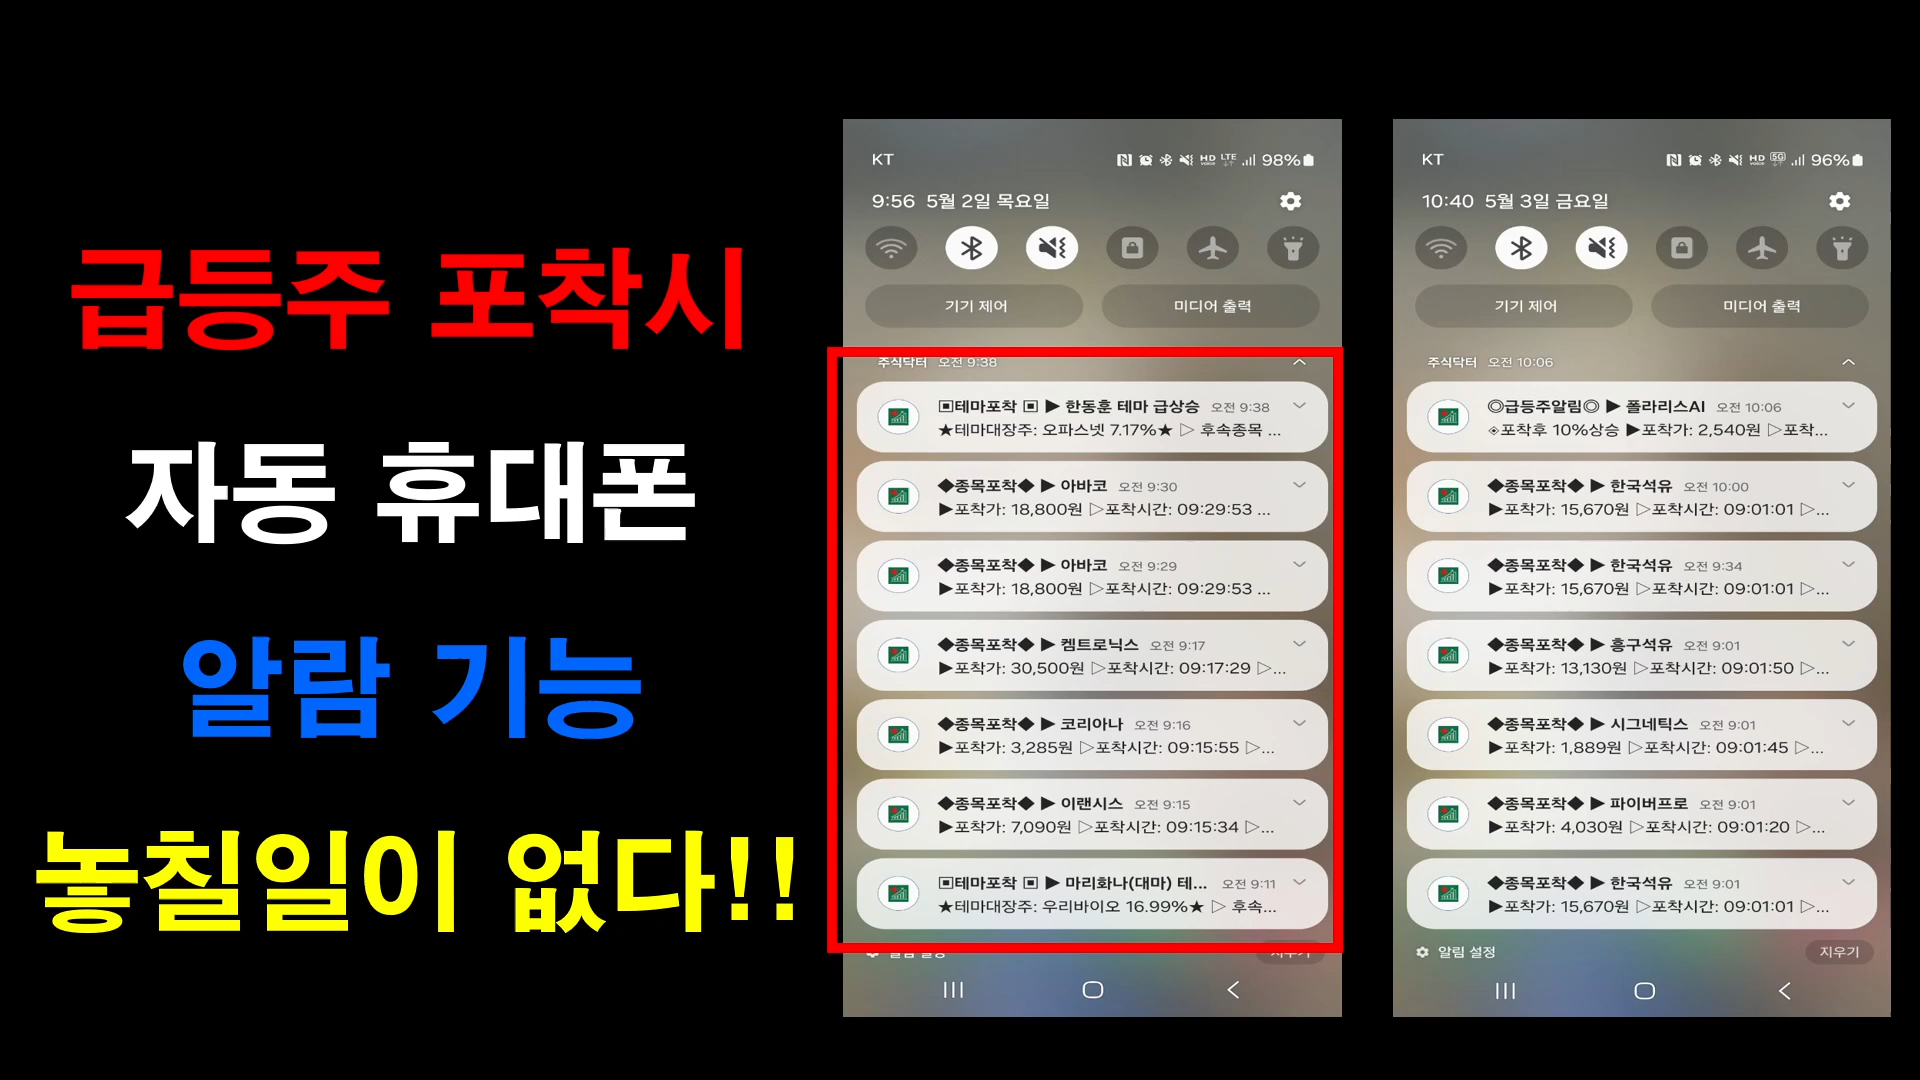 급등주 포착시
자동 휴대폰
알람 기능
놓칠일이 없다!!
KT
HD VOICE LTE 98%
9:56 5월 2일 목요일
기기 제어 미디어 출력
주식닥터 오전 9:38
▣테마포착 ▣ ▶ 한동훈 테마 급상승 오전 9:38
★테마대장주: 오파스넷 7.17%★ ▷ 후속종목 ...
◆종목포착◆ ▶ 아바코 오전 9:30
▶포착가: 18,800원 ▷포착시간: 09:29:53 ...
◆종목포착◆ ▶ 아바코 오전 9:29
▶포착가: 18,800원 ▷포착시간: 09:29:53 ...
◆종목포착◆ ▶ 켐트로닉스 오전 9:17
▶포착가: 30,500원 ▷포착시간: 09:17:29 ▷...
◆종목포착◆ ▶ 코리아나 오전 9:16
▶포착가: 3,285원 ▷포착시간: 09:15:55 ▷...
◆종목포착◆ ▶ 이랜시스 오전 9:15
▶포착가: 7,090원 ▷포착시간: 09:15:34 ▷...
▣테마포착 ▣ ▶ 마리화나(대마) 테... 오전 9:11
★테마대장주: 우리바이오 16.99%★ ▷ 후속...
KT
HD VOICE 5G 96%
10:40 5월 3일 금요일
기기 제어 미디어 출력
주식닥터 오전 10:06
◎급등주알림◎ ▶ 폴라리스AI 오전 10:06
◈포착후 10%상승 ▶포착가: 2,540원 ▷포착...
◆종목포착◆ ▶ 한국석유 오전 10:00
▶포착가: 15,670원 ▷포착시간: 09:01:01 ▷...
◆종목포착◆ ▶ 한국석유 오전 9:34
▶포착가: 15,670원 ▷포착시간: 09:01:01 ▷...
◆종목포착◆ ▶ 흥구석유 오전 9:01
▶포착가: 13,130원 ▷포착시간: 09:01:50 ▷...
◆종목포착◆ ▶ 시그네틱스 오전 9:01
▶포착가: 1,889원 ▷포착시간: 09:01:45 ▷...
◆종목포착◆ ▶ 파이버프로 오전 9:01
▶포착가: 4,030원 ▷포착시간: 09:01:20 ▷...
◆종목포착◆ ▶ 한국석유 오전 9:01
▶포착가: 15,670원 ▷포착시간: 09:01:01 ▷...
알림 설정 지우기